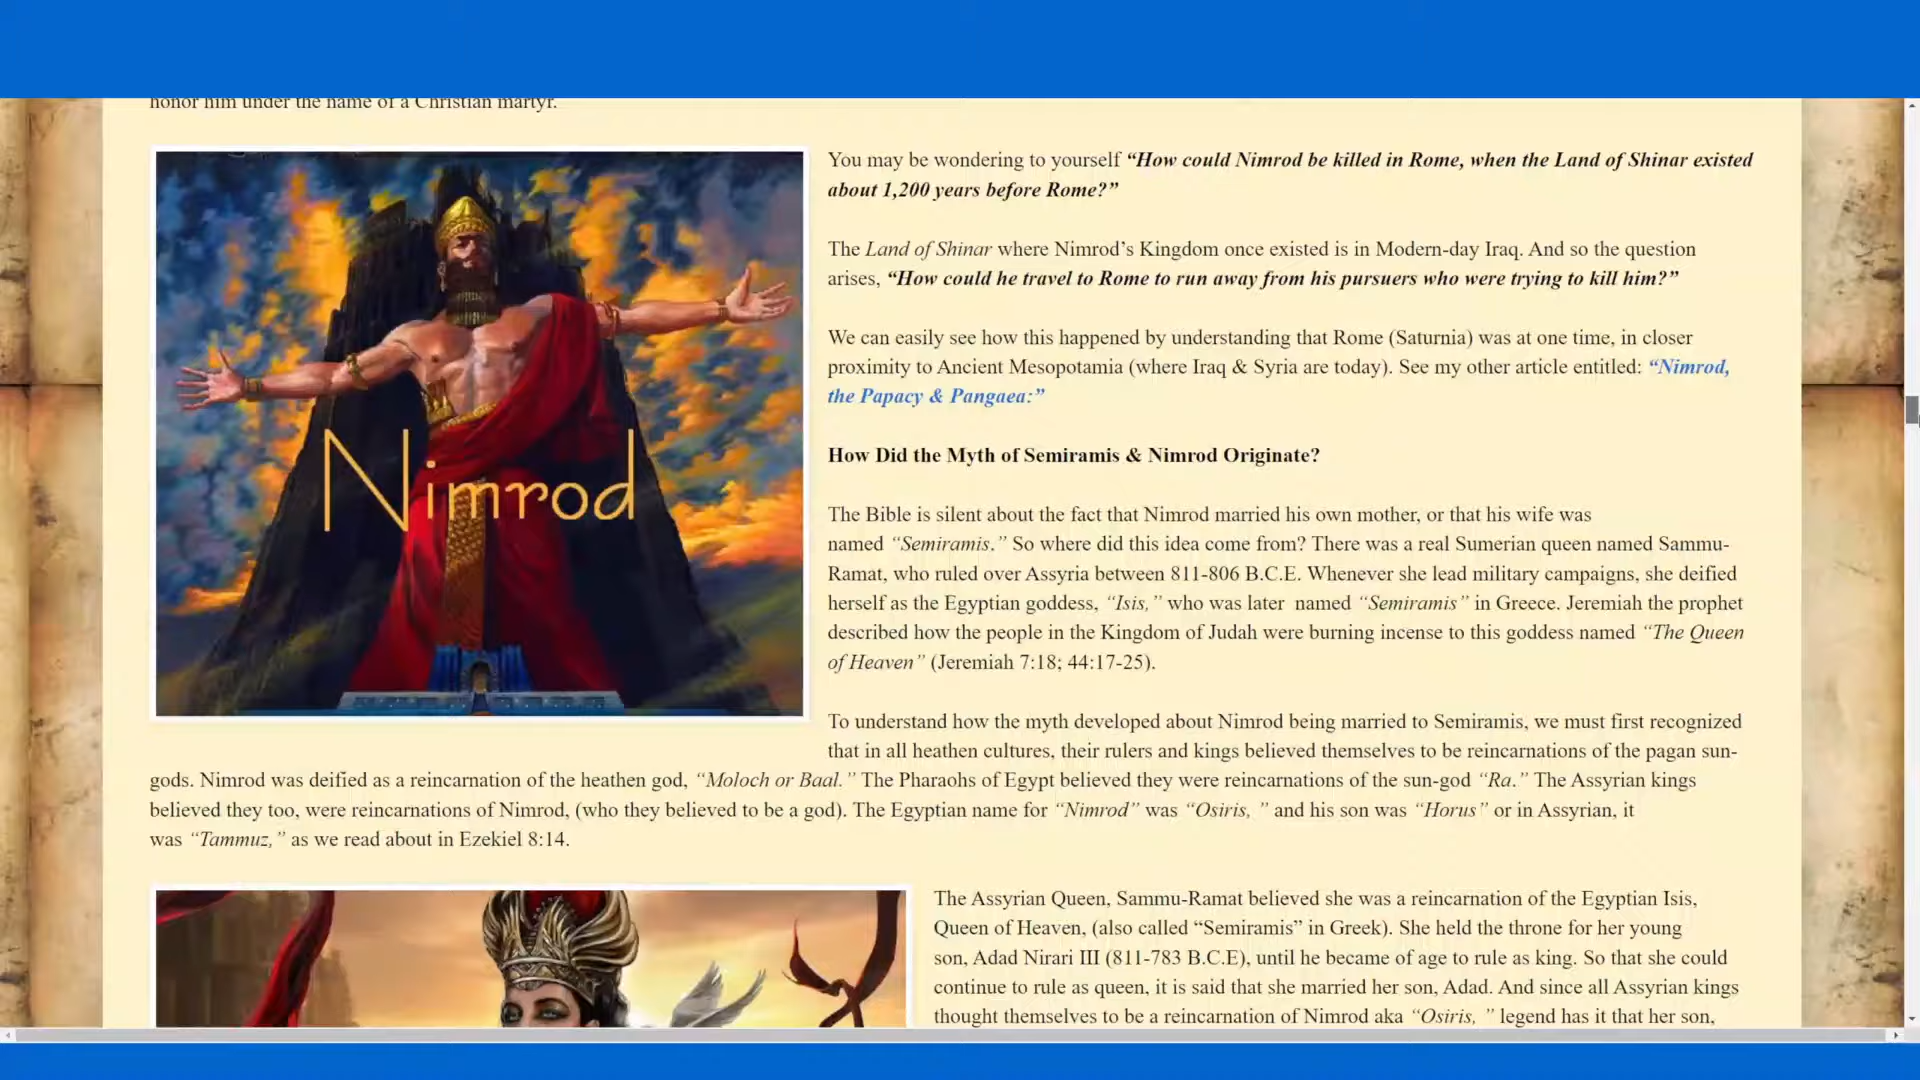 honor him under the name of a Christian martyr.
Nimrod
You may be wondering to yourself “How could Nimrod be killed in Rome, when the Land of Shinar existed
about 1,200 years before Rome?”
The Land of Shinar where Nimrod’s Kingdom once existed is in Modern-day Iraq. And so the question
arises, “How could he travel to Rome to run away from his pursuers who were trying to kill him?”
We can easily see how this happened by understanding that Rome (Saturnia) was at one time, in closer
proximity to Ancient Mesopotamia (where Iraq & Syria are today). See my other article entitled: “Nimrod,
the Papacy & Pangaea:”
How Did the Myth of Semiramis & Nimrod Originate?
The Bible is silent about the fact that Nimrod married his own mother, or that his wife was
named “Semiramis.” So where did this idea come from? There was a real Sumerian queen named Sammu-
Ramat, who ruled over Assyria between 811-806 B.C.E. Whenever she lead military campaigns, she deified
herself as the Egyptian goddess, “Isis,” who was later named “Semiramis” in Greece. Jeremiah the prophet
described how the people in the Kingdom of Judah were burning incense to this goddess named “The Queen
of Heaven” (Jeremiah 7:18; 44:17-25).
To understand how the myth developed about Nimrod being married to Semiramis, we must first recognized
that in all heathen cultures, their rulers and kings believed themselves to be reincarnations of the pagan sun-
gods. Nimrod was deified as a reincarnation of the heathen god, “Moloch or Baal.” The Pharaohs of Egypt believed they were reincarnations of the sun-god “Ra.” The Assyrian kings
believed they too, were reincarnations of Nimrod, (who they believed to be a god). The Egyptian name for “Nimrod” was “Osiris, ” and his son was “Horus” or in Assyrian, it
was “Tammuz,” as we read about in Ezekiel 8:14.
The Assyrian Queen, Sammu-Ramat believed she was a reincarnation of the Egyptian Isis,
Queen of Heaven, (also called “Semiramis” in Greek). She held the throne for her young
son, Adad Nirari III (811-783 B.C.E), until he became of age to rule as king. So that she could
continue to rule as queen, it is said that she married her son, Adad. And since all Assyrian kings
thought themselves to be a reincarnation of Nimrod aka “Osiris, ” legend has it that her son,